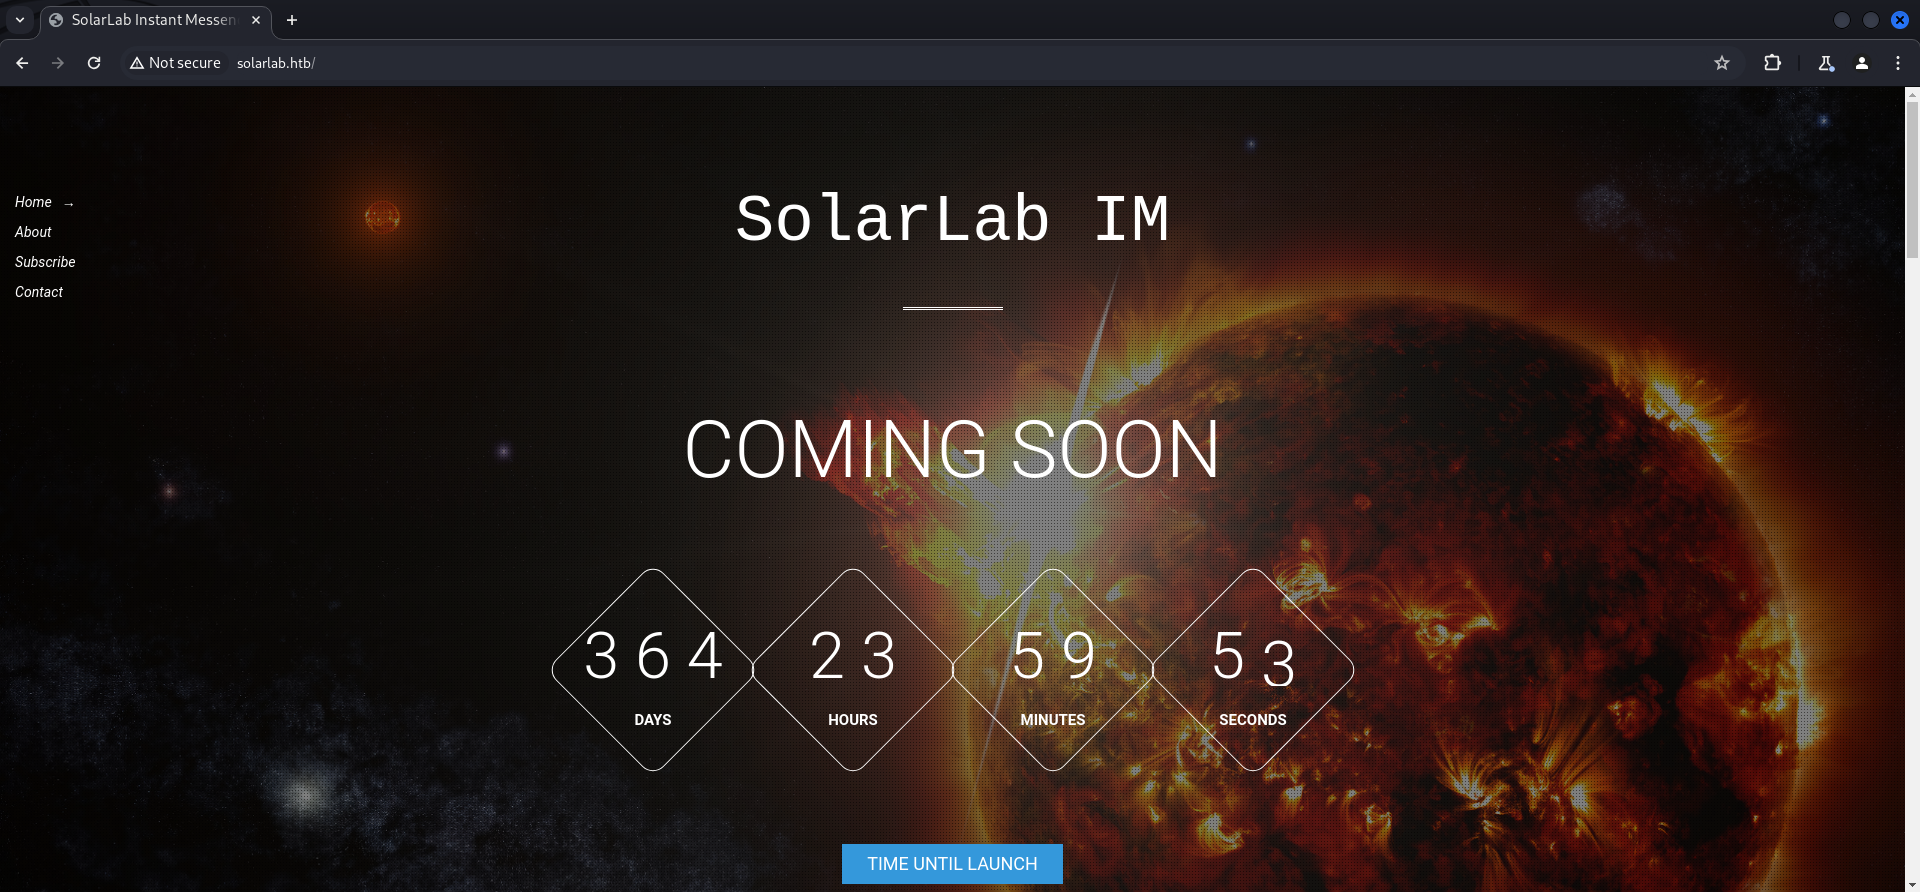 SolarLab Instant Messen
Not secure
solarlab.htb/
Home →
About
Subscribe
Contact
SolarLab IM
COMING SOON
364 23 59 53
DAYS HOURS MINUTES SECONDS
TIME UNTIL LAUNCH